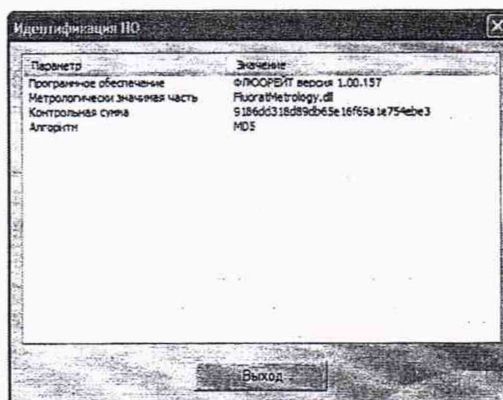 Идентификация ПО
Параметр Значение
Программное обеспечение ФЛЮОРЕЙТ версия 1.00.157
Метрологически значимая часть FluoratMetrology.dll
Контрольная сумма 9186dd318d89db65e16f69a1e754ebe3
Алгоритм MD5
Выход